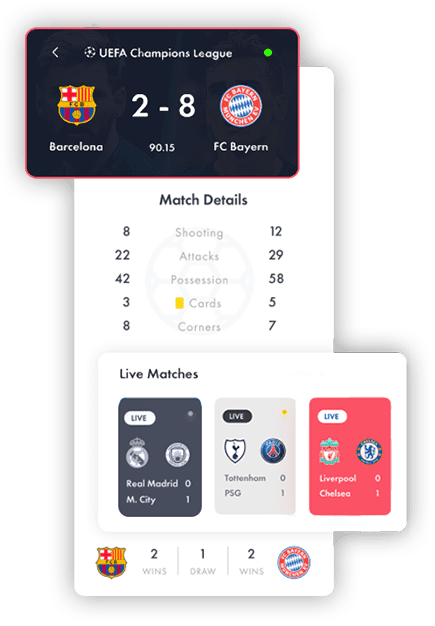 UEFA Champions League
2 - 8
Barcelona 90.15 FC Bayern
Match Details
8 Shooting 12
22 Attacks 29
42 Possession 58
3 Cards 5
8 Corners 7
Live Matches
LIVE LIVE LIVE
Real Madrid 0 Tottenham 0 Liverpool 0
M. City 1 PSG 1 Chelsea 1
2 1 2
WINS DRAW WINS